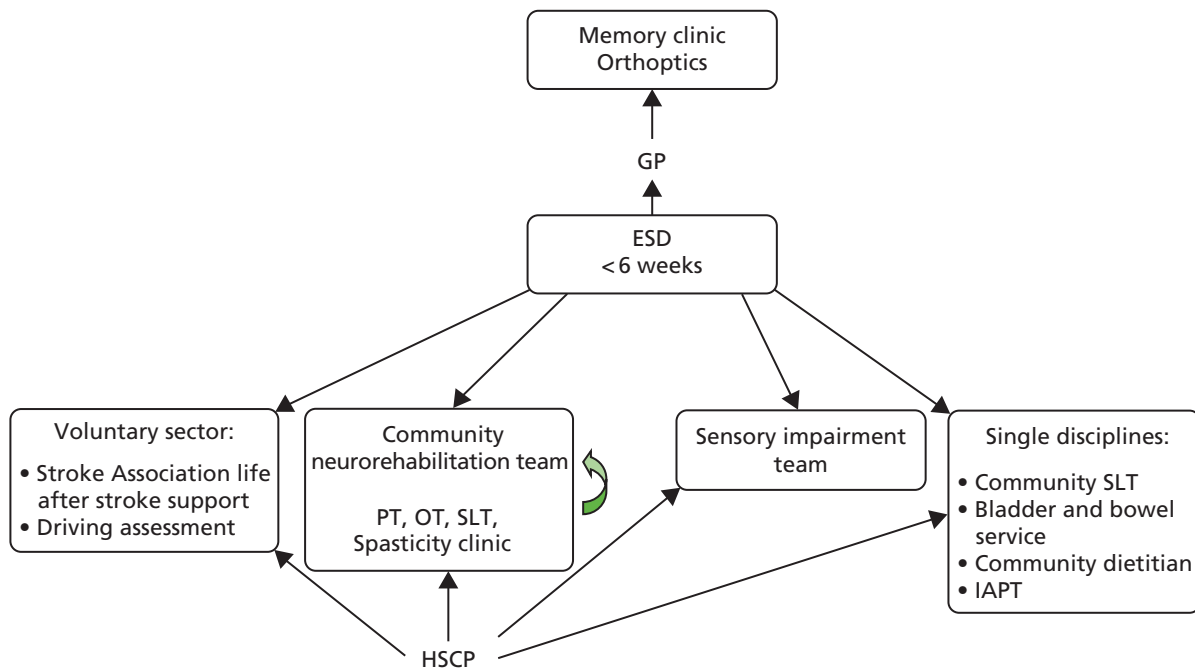 Memory clinic
Orthoptics
GP
ESD
<6 weeks
Voluntary sector:
• Stroke Association life
after stroke support
• Driving assessment
Community
neurorehabilitation team
PT, OT, SLT,
Spasticity clinic
Sensory impairment
team
Single disciplines:
• Community SLT
• Bladder and bowel
service
• Community dietitian
• IAPT
HSCP